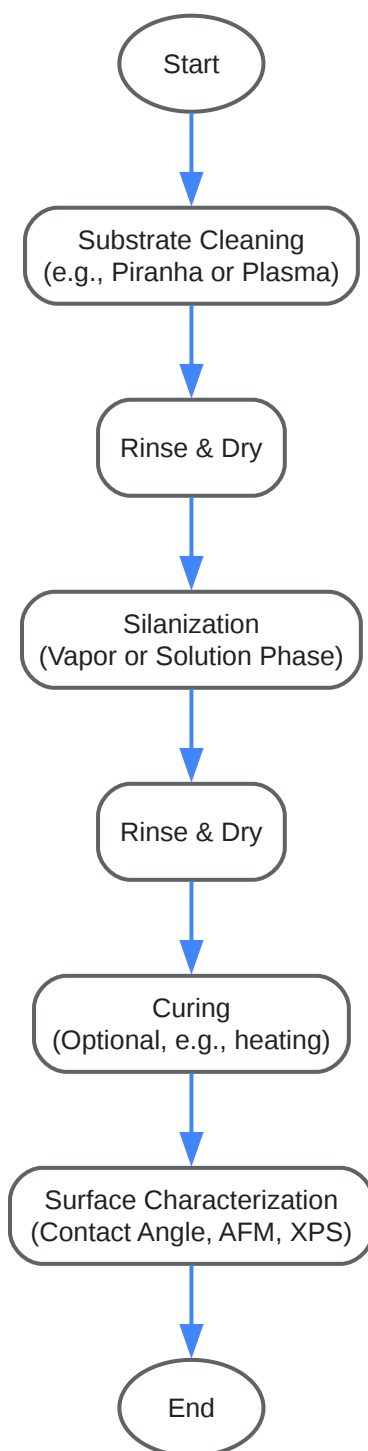 Start
Substrate Cleaning
(e.g., Piranha or Plasma)
Rinse & Dry
Silanization
(Vapor or Solution Phase)
Rinse & Dry
Curing
(Optional, e.g., heating)
Surface Characterization
(Contact Angle, AFM, XPS)
End